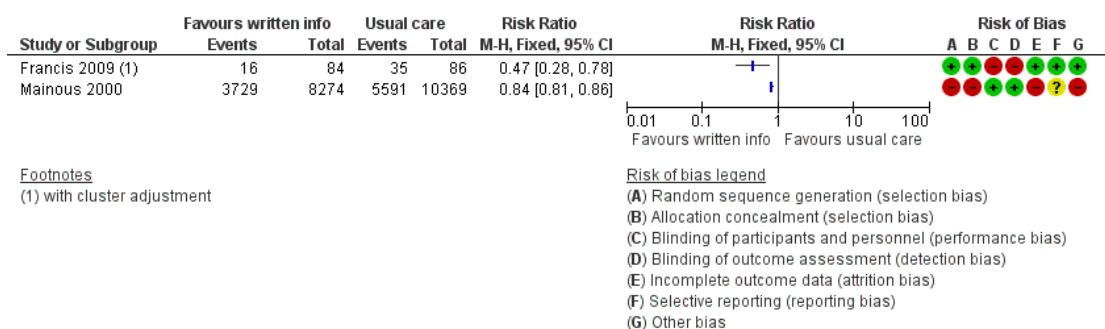 Favours written info Usual care Risk Ratio Risk Ratio Risk of Bias
Study or Subgroup Events Total Events Total M-H, Fixed, 95% CI M-H, Fixed, 95% CI A B C D E F G
Francis 2009 (1) 16 84 35 86 0.47 [0.28, 0.78] + + - - + + +
Mainous 2000 3729 8274 5591 10369 0.84 [0.81, 0.86] - - + + - ? -
0.01 0.1 1 10 100
Favours written info Favours usual care
Footnotes
(1) with cluster adjustment
Risk of bias legend
(A) Random sequence generation (selection bias)
(B) Allocation concealment (selection bias)
(C) Blinding of participants and personnel (performance bias)
(D) Blinding of outcome assessment (detection bias)
(E) Incomplete outcome data (attrition bias)
(F) Selective reporting (reporting bias)
(G) Other bias